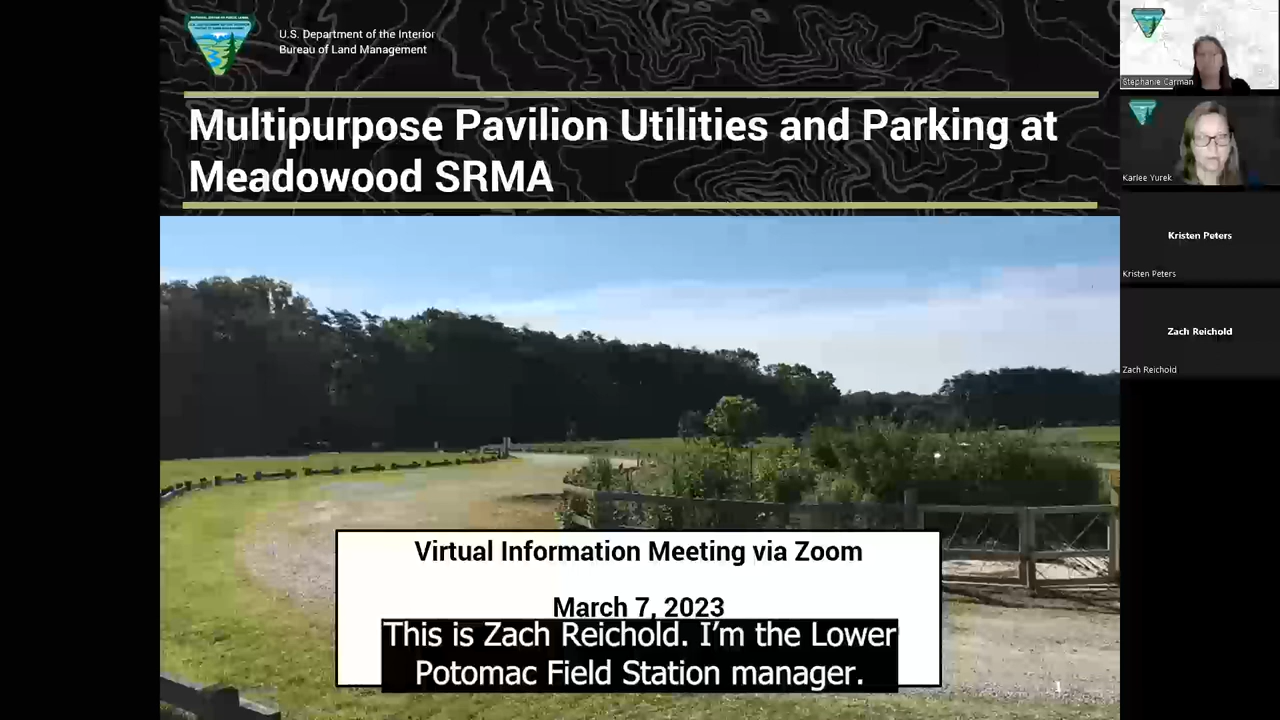 U.S. Department of the Interior
Bureau of Land Management
Multipurpose Pavilion Utilities and Parking at
Meadowood SRMA
Virtual Information Meeting via Zoom
March 7, 2023
This is Zach Reichold. I'm the Lower
Potomac Field Station manager.
1
Stephanie Carman
Karlee Yurek
Kristen Peters
Kristen Peters
Zach Reichold
Zach Reichold